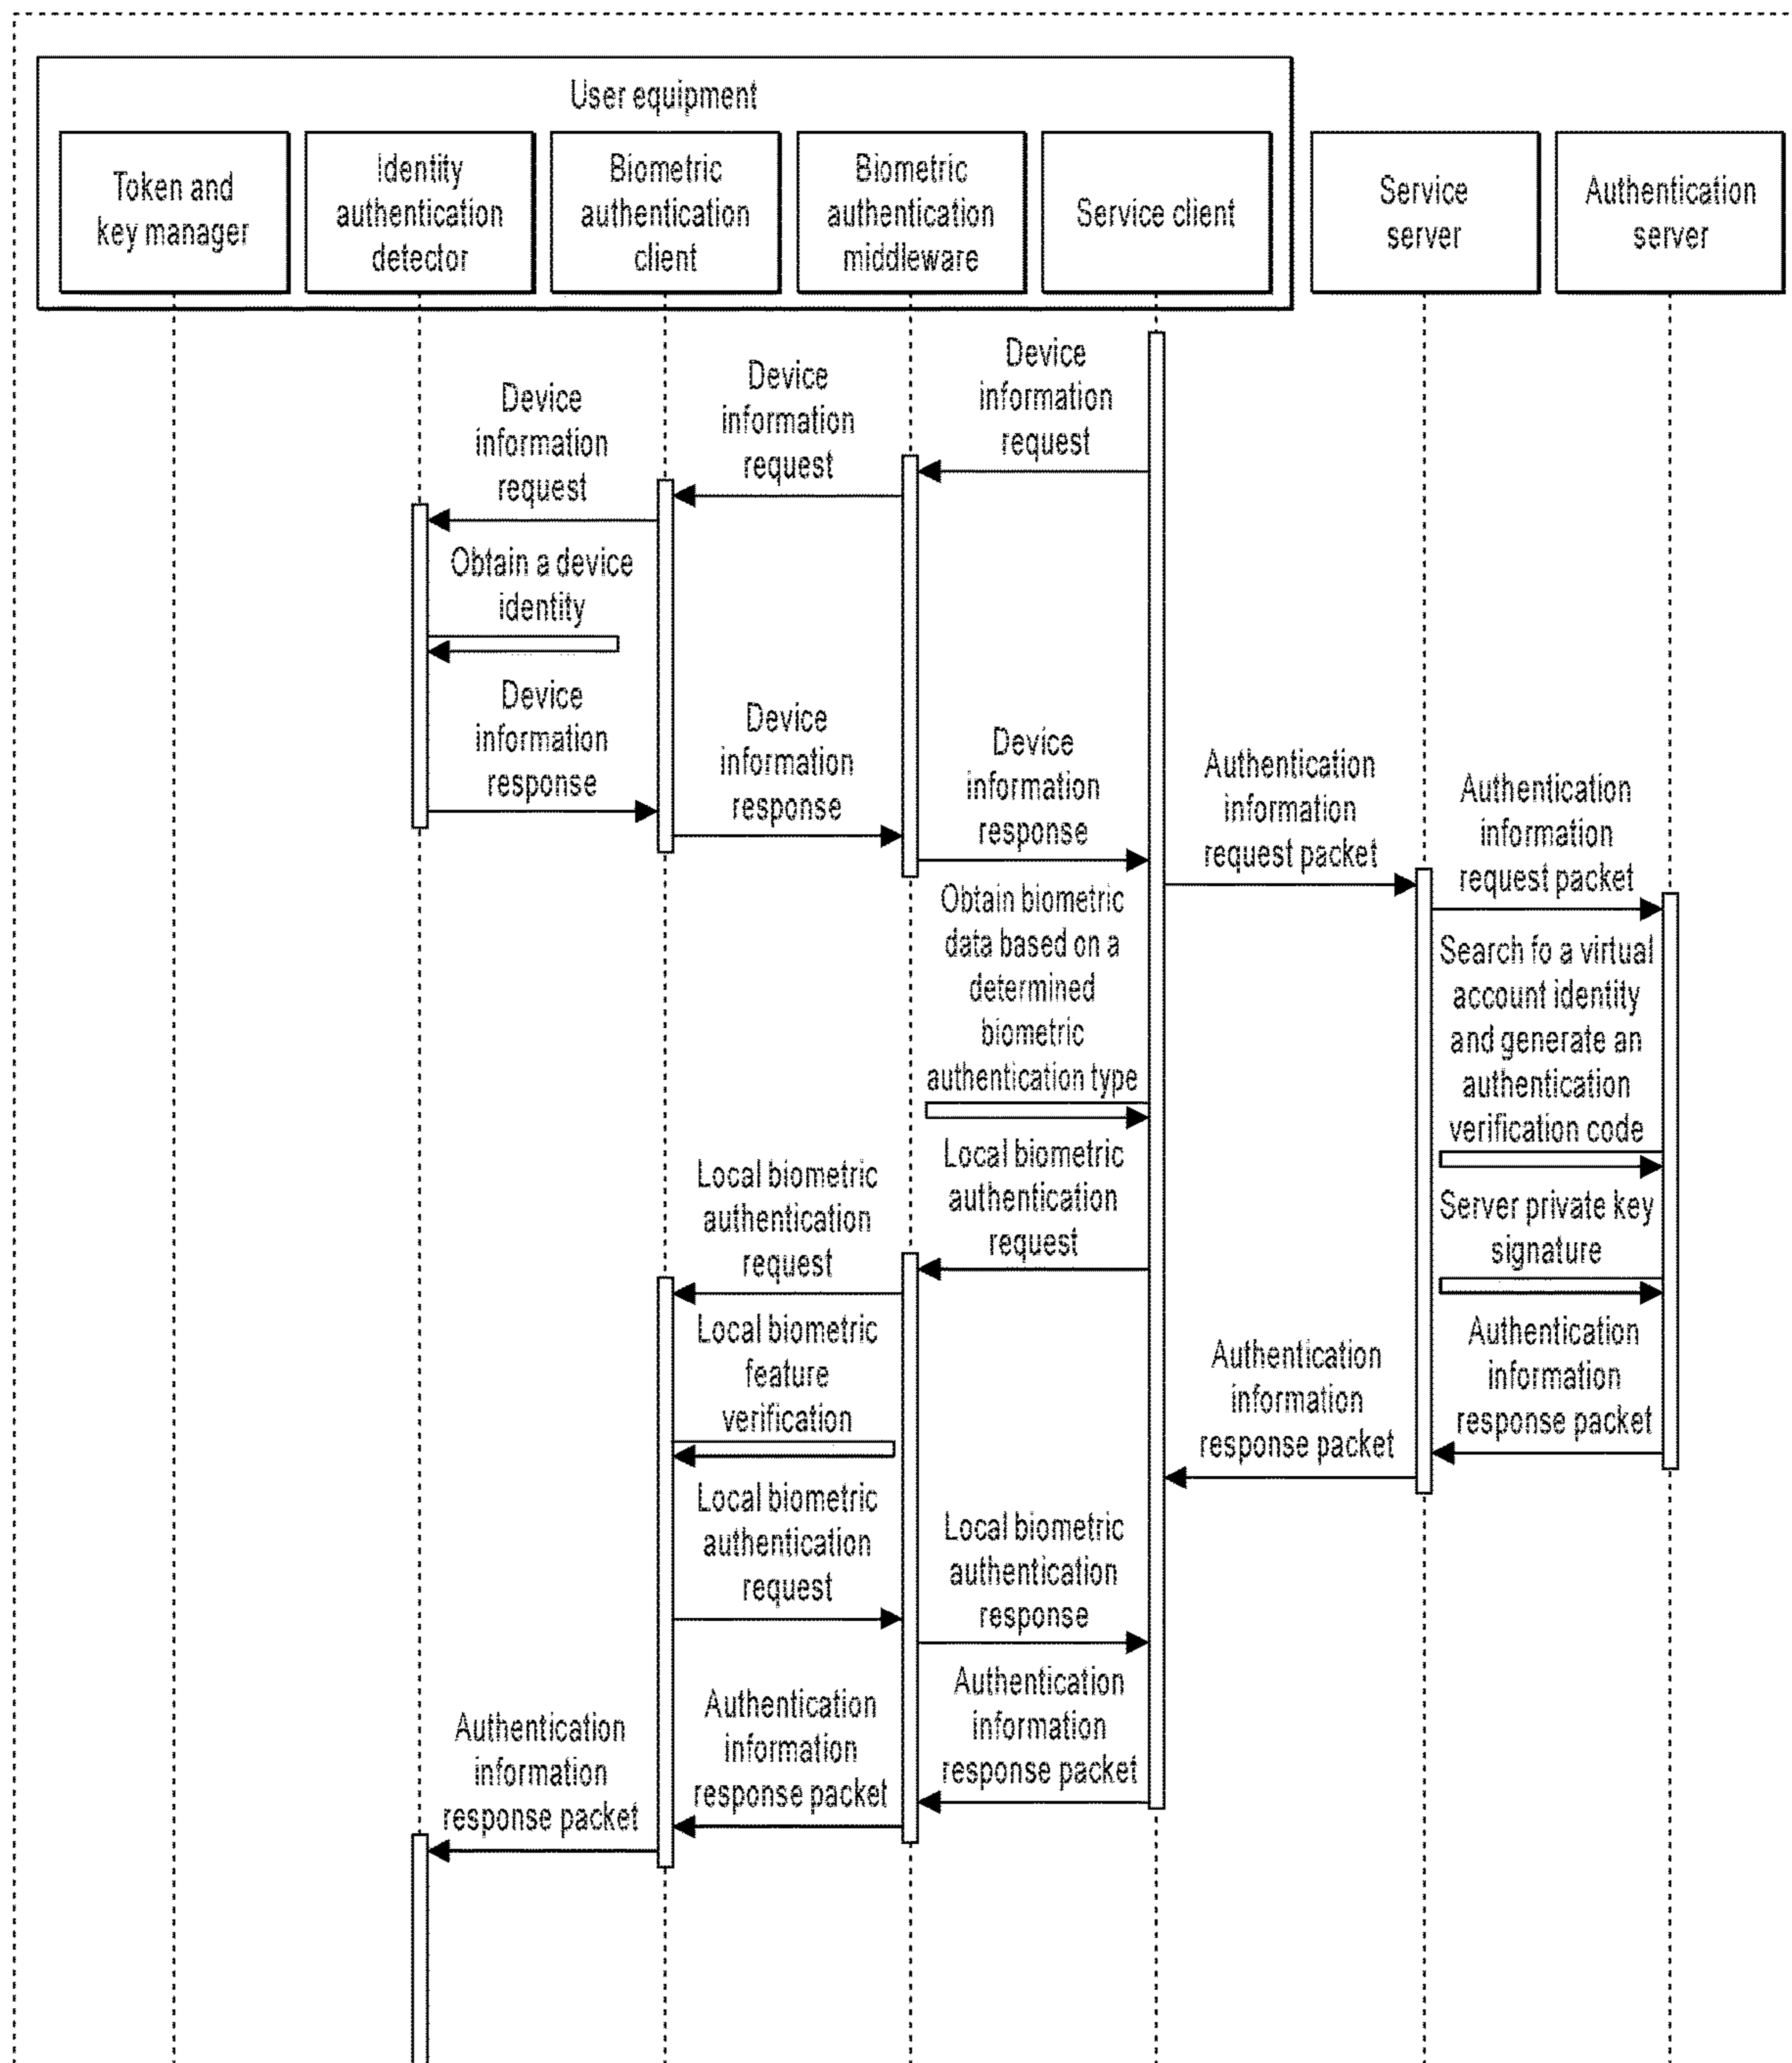 User equipment
Token and
key manager
Identity
authentication
detector
Biometric
authentication
client
Biometric
authentication
middleware
Service client
Service
server
Authentication
server
Device
information
request
Device
information
request
Device
information
request
Obtain a device
identity
Device
information
response
Device
information
response
Device
information
response
Authentication
information
request packet
Authentication
information
request packet
Obtain biometric
data based on a
determined
biometric
authentication type
Search fo a virtual
account identity
and generate an
authentication
verification code
Local biometric
authentication
request
Local biometric
authentication
request
Server private key
signature
Local biometric
feature
verification
Authentication
information
response packet
Authentication
information
response packet
Local biometric
authentication
request
Local biometric
authentication
response
Authentication
information
response packet
Authentication
information
response packet
Authentication
information
response packet